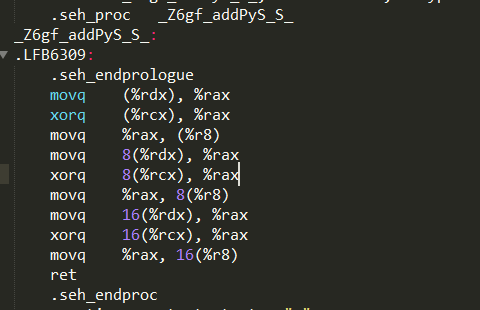 .seh_proc _Z6gf_addPyS_S_
_Z6gf_addPyS_S_:
.LFB6309:
.seh_endprologue
movq (%rdx), %rax
xorq (%rcx), %rax
movq %rax, (%r8)
movq 8(%rdx), %rax
xorq 8(%rcx), %rax
movq %rax, 8(%r8)
movq 16(%rdx), %rax
xorq 16(%rcx), %rax
movq %rax, 16(%r8)
ret
.seh_endproc